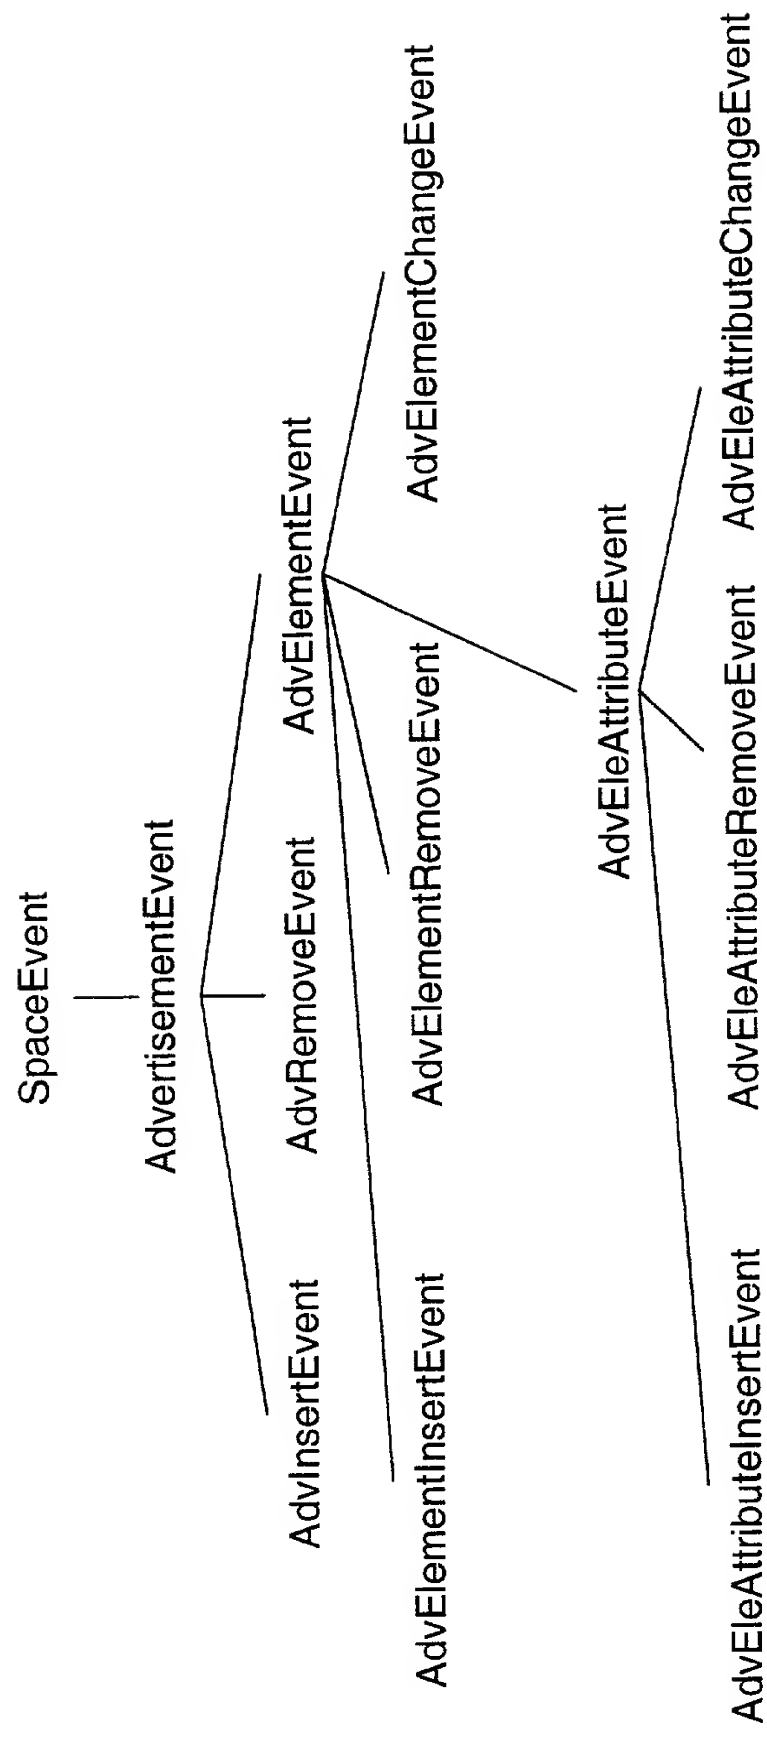 SpaceEvent
AdvertisementEvent
AdvInsertEvent
AdvRemoveEvent
AdvElementEvent
AdvElementInsertEvent
AdvElementRemoveEvent
AdvElementChangeEvent
AdvEleAttributeEvent
AdvEleAttributeInsertEvent
AdvEleAttributeRemoveEvent
AdvEleAttributeChangeEvent